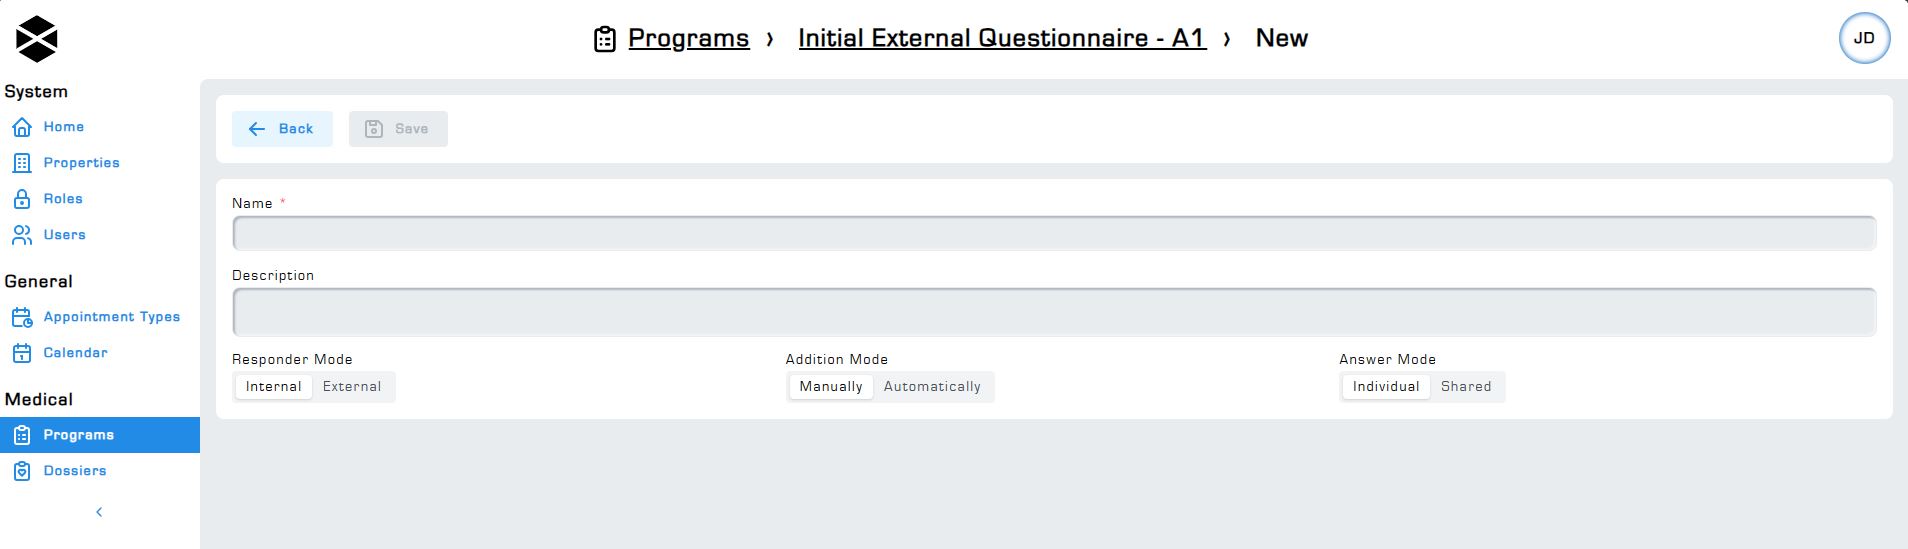 Programs › Initial External Questionnaire - A1 › New
JD
System
Home
Properties
Roles
Users
General
Appointment Types
Calendar
Medical
Programs
Dossiers
Back
Save
Name *
Description
Responder Mode
Internal External
Addition Mode
Manually Automatically
Answer Mode
Individual Shared